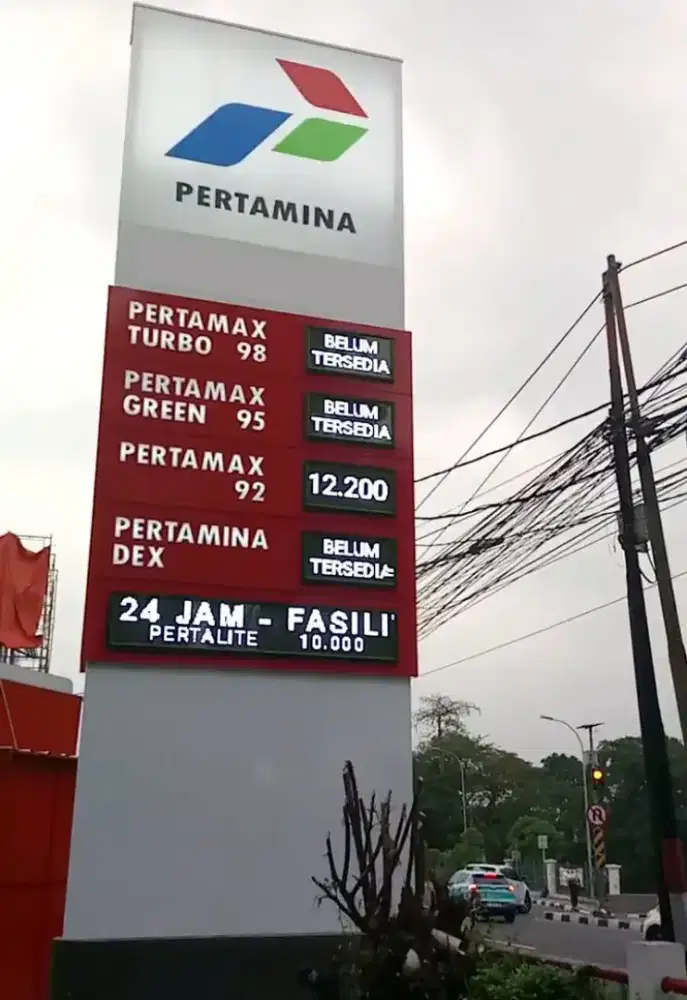 PERTAMINA
PERTAMAX
TURBO 98
BELUM
TERSEDIA
PERTAMAX
GREEN 95
BELUM
TERSEDIA
PERTAMAX
92
12.200
PERTAMINA
DEX
BELUM
TERSEDIA
24 JAM - FASILI
PERTALITE 10.000
R